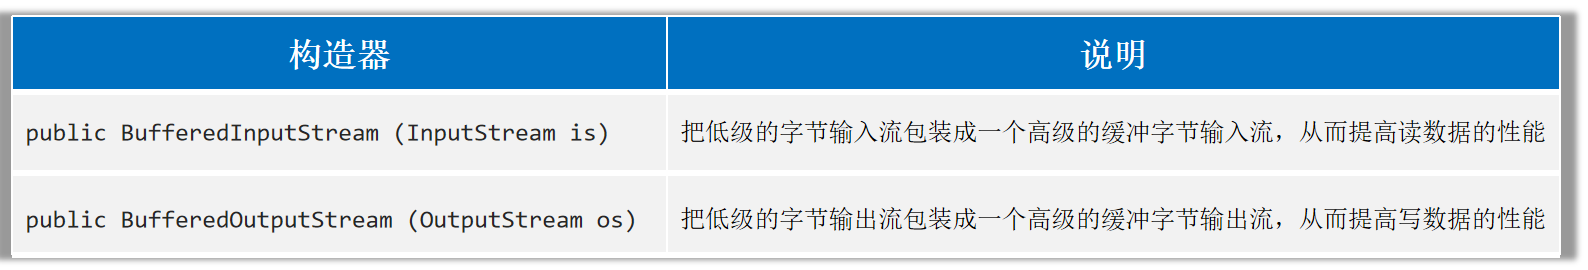 构造器 说明
public BufferedInputStream (InputStream is) 把低级的字节输入流包装成一个高级的缓冲字节输入流，从而提高读数据的性能
public BufferedOutputStream (OutputStream os) 把低级的字节输出流包装成一个高级的缓冲字节输出流，从而提高写数据的性能